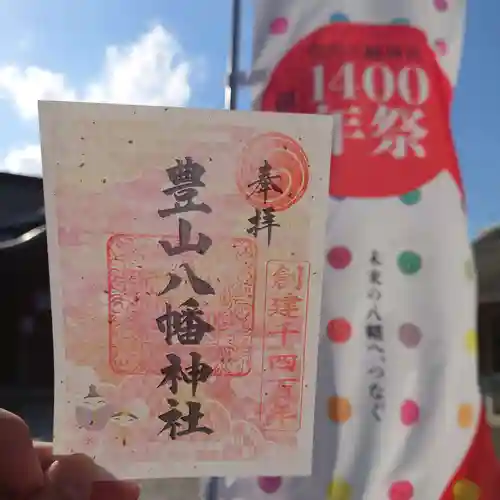 奉拝
豊山八幡神社
創建千四百年
1400
年祭
未来の八幡へ、つなぐ